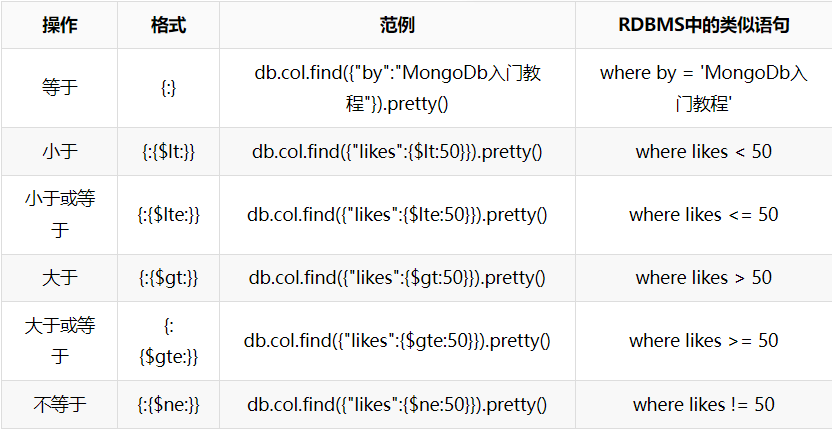 操作 格式 范例 RDBMS中的类似语句
等于 {:} db.col.find({"by":"MongoDb入门教
程"}).pretty() where by = 'MongoDb入
门教程'
小于 {:{$lt:}} db.col.find({"likes":{$lt:50}}).pretty() where likes < 50
小于或等
于 {:{$lte:}} db.col.find({"likes":{$lte:50}}).pretty() where likes <= 50
大于 {:{$gt:}} db.col.find({"likes":{$gt:50}}).pretty() where likes > 50
大于或等
于 {:
{$gte:}} db.col.find({"likes":{$gte:50}}).pretty() where likes >= 50
不等于 {:{$ne:}} db.col.find({"likes":{$ne:50}}).pretty() where likes != 50